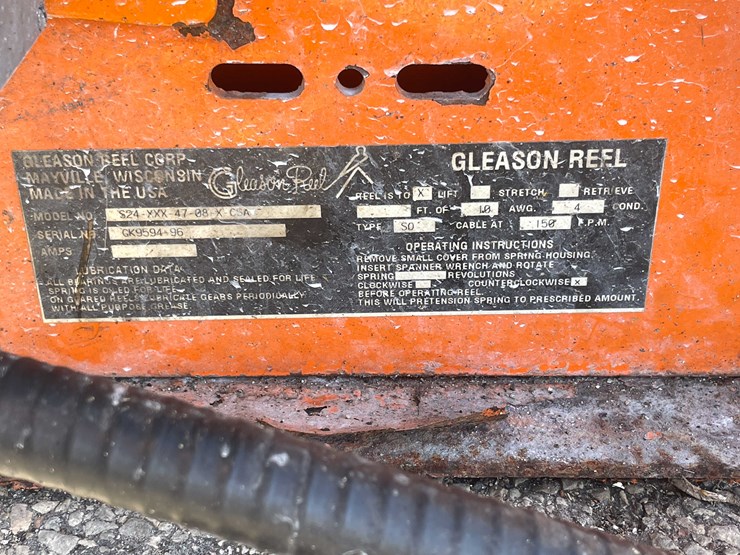 GLEASON REEL CORP
MAYVILLE, WISCONSIN
MADE IN THE USA
Gleason Reel
GLEASON REEL
MODEL NO. S24-XXX-47-08 X CSA
SERIAL NO. GK9594-96
AMPS
LUBRICATION DATA
ALL BEARINGS ARE LUBRICATED AND SEALED FOR LIFE
SPRING IS OILED FOR LIFE
ON GEARED REELS LUBRICATE GEARS PERIODICALLY
WITH ALL PURPOSE GREASE.
REEL IS TO X LIFT STRETCH RETRIEVE
FT. OF 10 AWG 4 COND.
TYPE SO CABLE AT 150 F.P.M.
OPERATING INSTRUCTIONS
REMOVE SMALL COVER FROM SPRING HOUSING.
INSERT SPANNER WRENCH AND ROTATE
SPRING REVOLUTIONS
CLOCKWISE COUNTERCLOCKWISE X
BEFORE OPERATING REEL.
THIS WILL PRETENSION SPRING TO PRESCRIBED AMOUNT.